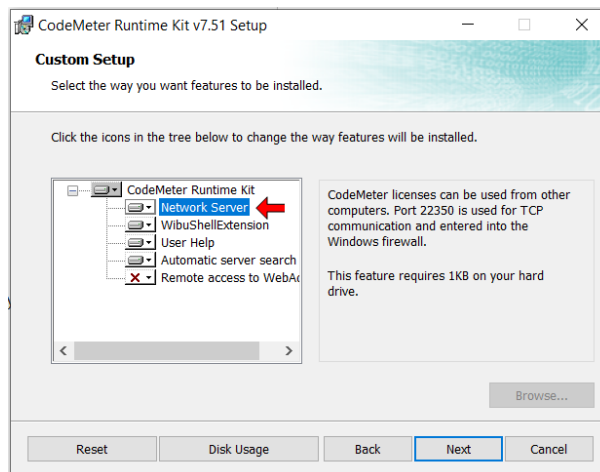 CodeMeter Runtime Kit v7.51 Setup
Custom Setup
Select the way you want features to be installed.
Click the icons in the tree below to change the way features will be installed.
CodeMeter Runtime Kit
Network Server
WibuShellExtension
User Help
Automatic server search
Remote access to WebAc
CodeMeter licenses can be used from other
computers. Port 22350 is used for TCP
communication and entered into the
Windows firewall.
This feature requires 1KB on your hard
drive.
Browse...
Reset Disk Usage Back Next Cancel